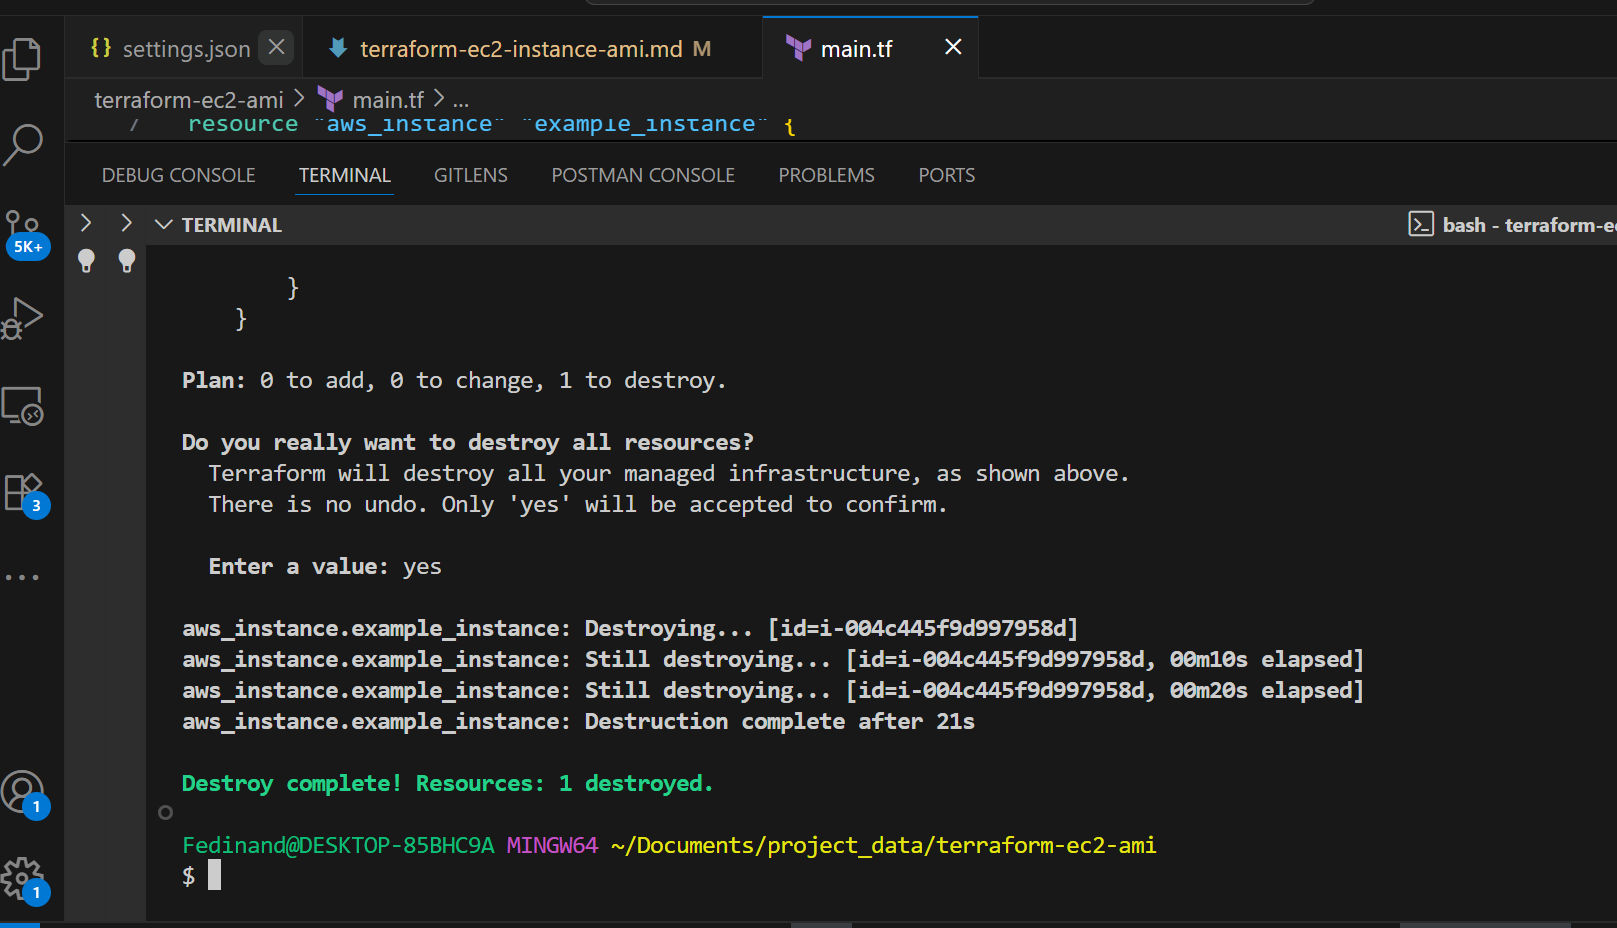 {} settings.json
terraform-ec2-instance-ami.md M
main.tf
terraform-ec2-ami > main.tf > ...
7 resource "aws_instance" "example_instance" {
DEBUG CONSOLE TERMINAL GITLENS POSTMAN CONSOLE PROBLEMS PORTS
TERMINAL
bash - terraform-e
5K+
}
}
Plan: 0 to add, 0 to change, 1 to destroy.
Do you really want to destroy all resources?
Terraform will destroy all your managed infrastructure, as shown above.
There is no undo. Only 'yes' will be accepted to confirm.
3
Enter a value: yes
aws_instance.example_instance: Destroying... [id=i-004c445f9d997958d]
aws_instance.example_instance: Still destroying... [id=i-004c445f9d997958d, 00m10s elapsed]
aws_instance.example_instance: Still destroying... [id=i-004c445f9d997958d, 00m20s elapsed]
aws_instance.example_instance: Destruction complete after 21s
Destroy complete! Resources: 1 destroyed.
1
Fedinand@DESKTOP-85BHC9A MINGW64 ~/Documents/project_data/terraform-ec2-ami
$
1